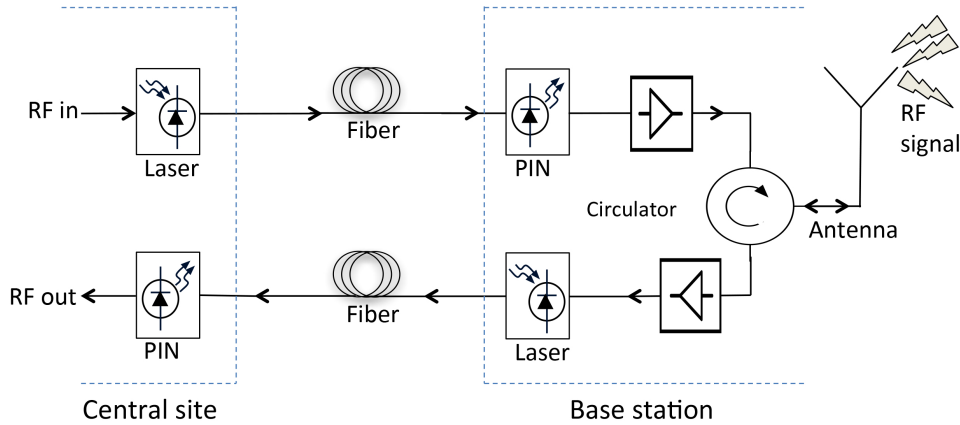 RF in
Laser
Fiber
PIN
RF
signal
Circulator
Antenna
RF out
PIN
Fiber
Laser
Central site
Base station